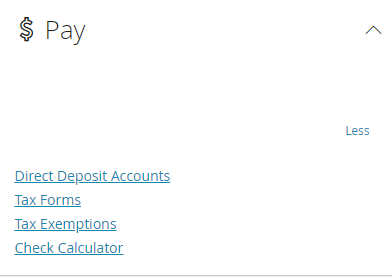 $ Pay
Less
Direct Deposit Accounts
Tax Forms
Tax Exemptions
Check Calculator